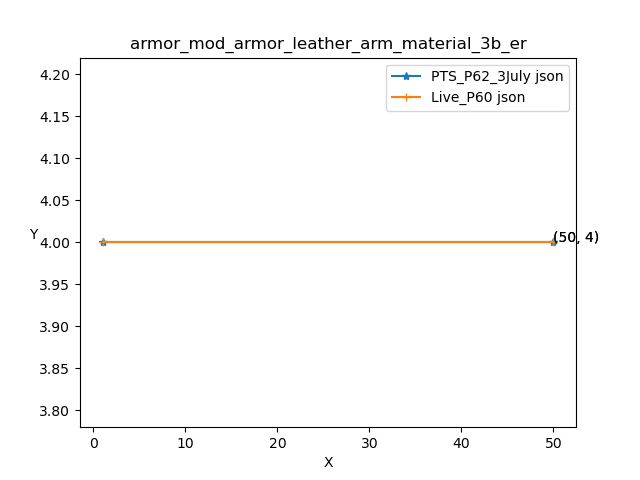 armor_mod_armor_leather_arm_material_3b_er
PTS_P62_3July json
Live_P60 json
4.20
4.15
4.10
4.05
4.00
3.95
3.90
3.85
3.80
Y
(50, 4)
0 10 20 30 40 50
X